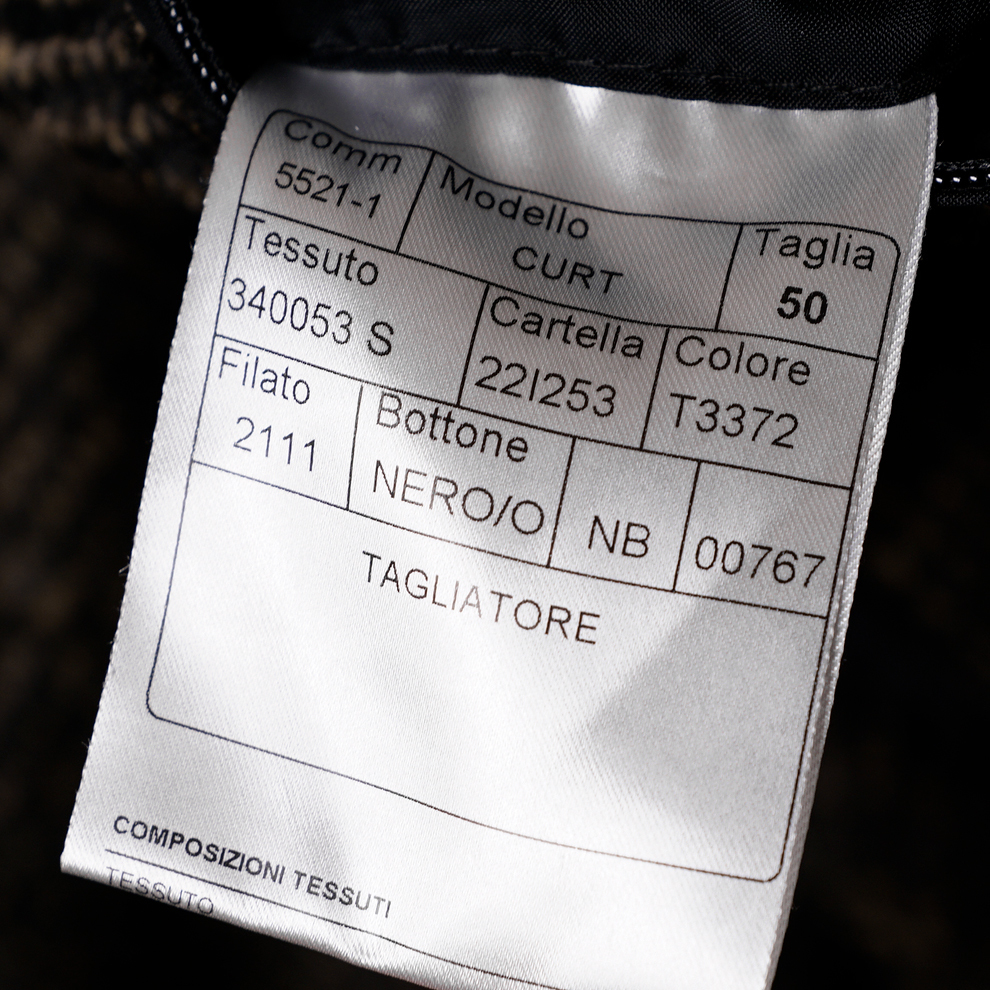 Comm Modello Taglia
5521-1 CURT 50
Tessuto Cartella Colore
340053 S 22I253 T3372
Filato Bottone
2111 NERO/O NB 00767
TAGLIATORE
COMPOSIZIONI TESSUTI
TESSUTO